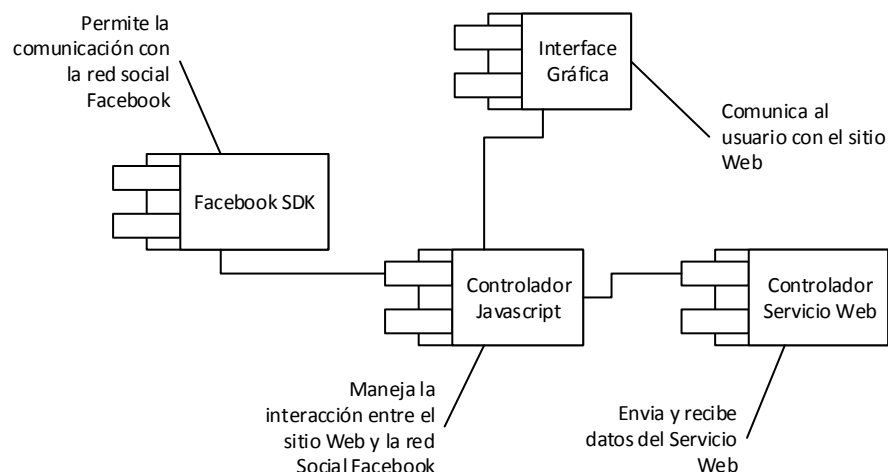 Permite la
comunicación con
la red social
Facebook
Interface
Gráfica
Comunica al
usuario con el sitio
Web
Facebook SDK
Controlador
Javascript
Controlador
Servicio Web
Maneja la
interacción entre el
sitio Web y la red
Social Facebook
Envia y recibe
datos del Servicio
Web